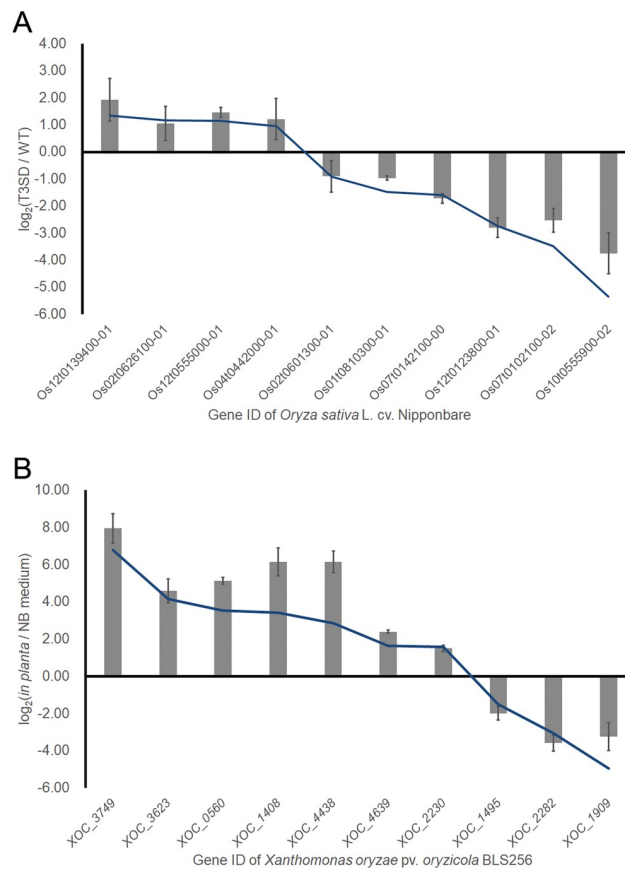 A
4.00
3.00
2.00
1.00
0.00
-1.00
-2.00
-3.00
-4.00
-5.00
-6.00
log2(T3SD / WT)
Os12t0139400-01
Os02t0626100-01
Os12t0555000-01
Os04t0442000-01
Os02t0601300-01
Os01t0810300-01
Os07t0142100-00
Os12t0123800-01
Os07t0102100-02
Os10t0555900-02
Gene ID of Oryza sativa L. cv. Nipponbare
B
10.00
8.00
6.00
4.00
2.00
0.00
-2.00
-4.00
-6.00
log2(in planta / NB medium)
XOC_3749
XOC_3623
XOC_0560
XOC_1408
XOC_4438
XOC_4639
XOC_2230
XOC_1495
XOC_2282
XOC_1909
Gene ID of Xanthomonas oryzae pv. oryzicola BLS256